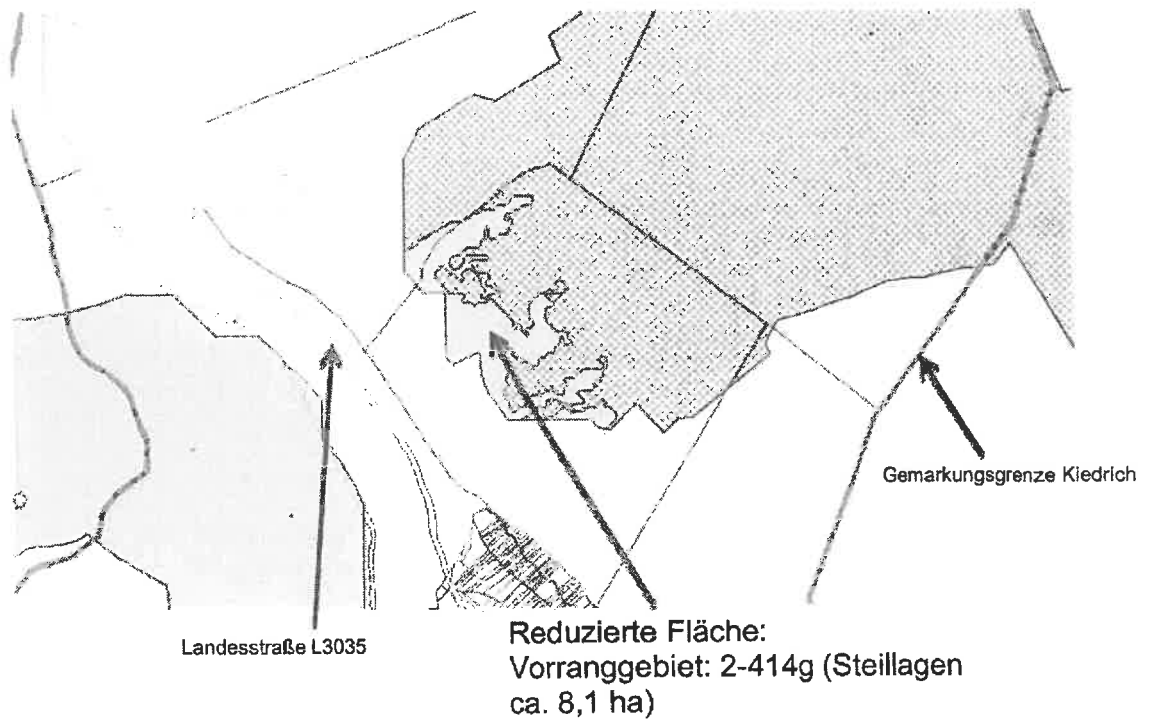 Gemarkungsgrenze Kiedrich
Landesstraße L3035
Reduzierte Fläche:
Vorranggebiet: 2-414g (Steillagen
ca. 8,1 ha)